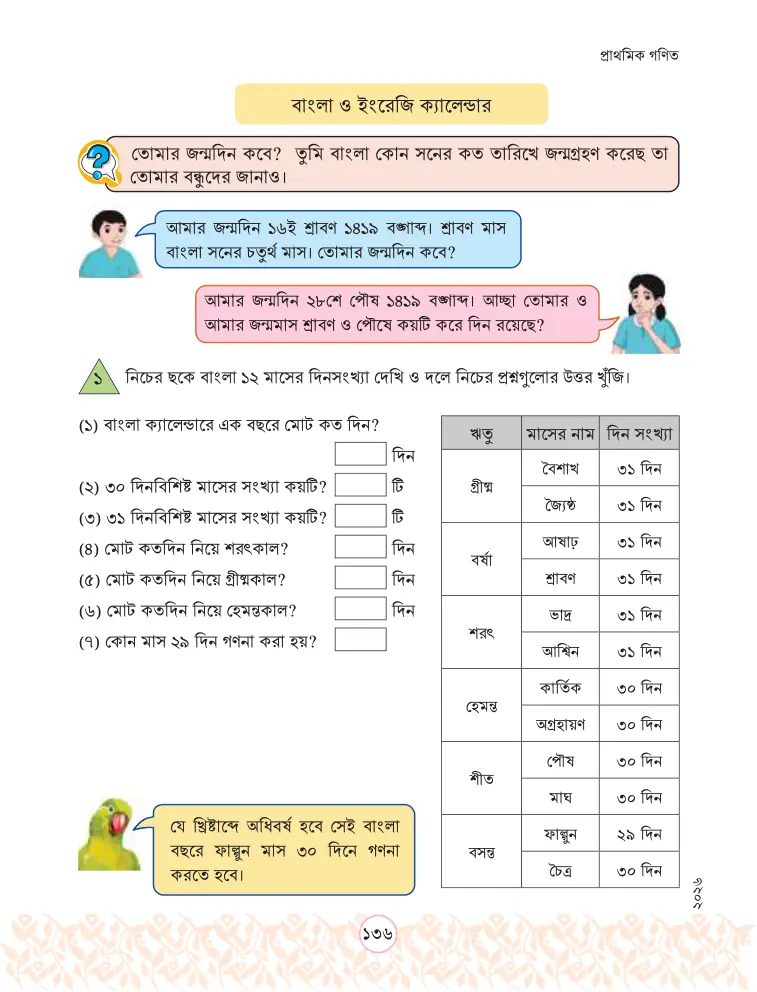 প্রাথমিক গণিত
বাংলা ও ইংরেজি ক্যালেন্ডার
তোমার জন্মদিন কবে? তুমি বাংলা কোন সনের কত তারিখে জন্মগ্রহণ করেছ তা
তোমার বন্ধুদের জানাও।
আমার জন্মদিন ১৬ই শ্রাবণ ১৪১৯ বঙ্গাব্দ। শ্রাবণ মাস
বাংলা সনের চতুর্থ মাস। তোমার জন্মদিন কবে?
আমার জন্মদিন ২৮শে পৌষ ১৪১৯ বঙ্গাব্দ। আচ্ছা তোমার ও
আমার জন্মমাস শ্রাবণ ও পৌষে কয়টি করে দিন রয়েছে?
১ নিচের ছকে বাংলা ১২ মাসের দিনসংখ্যা দেখি ও দলে নিচের প্রশ্নগুলোর উত্তর খুঁজি।
(১) বাংলা ক্যালেন্ডারে এক বছরে মোট কত দিন?
দিন
(২) ৩০ দিনবিশিষ্ট মাসের সংখ্যা কয়টি? টি
(৩) ৩১ দিনবিশিষ্ট মাসের সংখ্যা কয়টি? টি
(৪) মোট কতদিন নিয়ে শরৎকাল? দিন
(৫) মোট কতদিন নিয়ে গ্রীষ্মকাল? দিন
(৬) মোট কতদিন নিয়ে হেমন্তকাল? দিন
(৭) কোন মাস ২৯ দিন গণনা করা হয়?
ঋতু মাসের নাম দিন সংখ্যা
গ্রীষ্ম
বৈশাখ ৩১ দিন
জ্যৈষ্ঠ ৩১ দিন
বর্ষা
আষাঢ় ৩১ দিন
শ্রাবণ ৩১ দিন
শরৎ
ভাদ্র ৩১ দিন
আশ্বিন ৩১ দিন
হেমন্ত
কার্তিক ৩০ দিন
অগ্রহায়ণ ৩০ দিন
শীত
পৌষ ৩০ দিন
মাঘ ৩০ দিন
বসন্ত
ফাল্গুন ২৯ দিন
চৈত্র ৩০ দিন
যে খ্রিষ্টাব্দে অধিবর্ষ হবে সেই বাংলা
বছরে ফাল্গুন মাস ৩০ দিনে গণনা
করতে হবে।
২০২৬
১৩৬